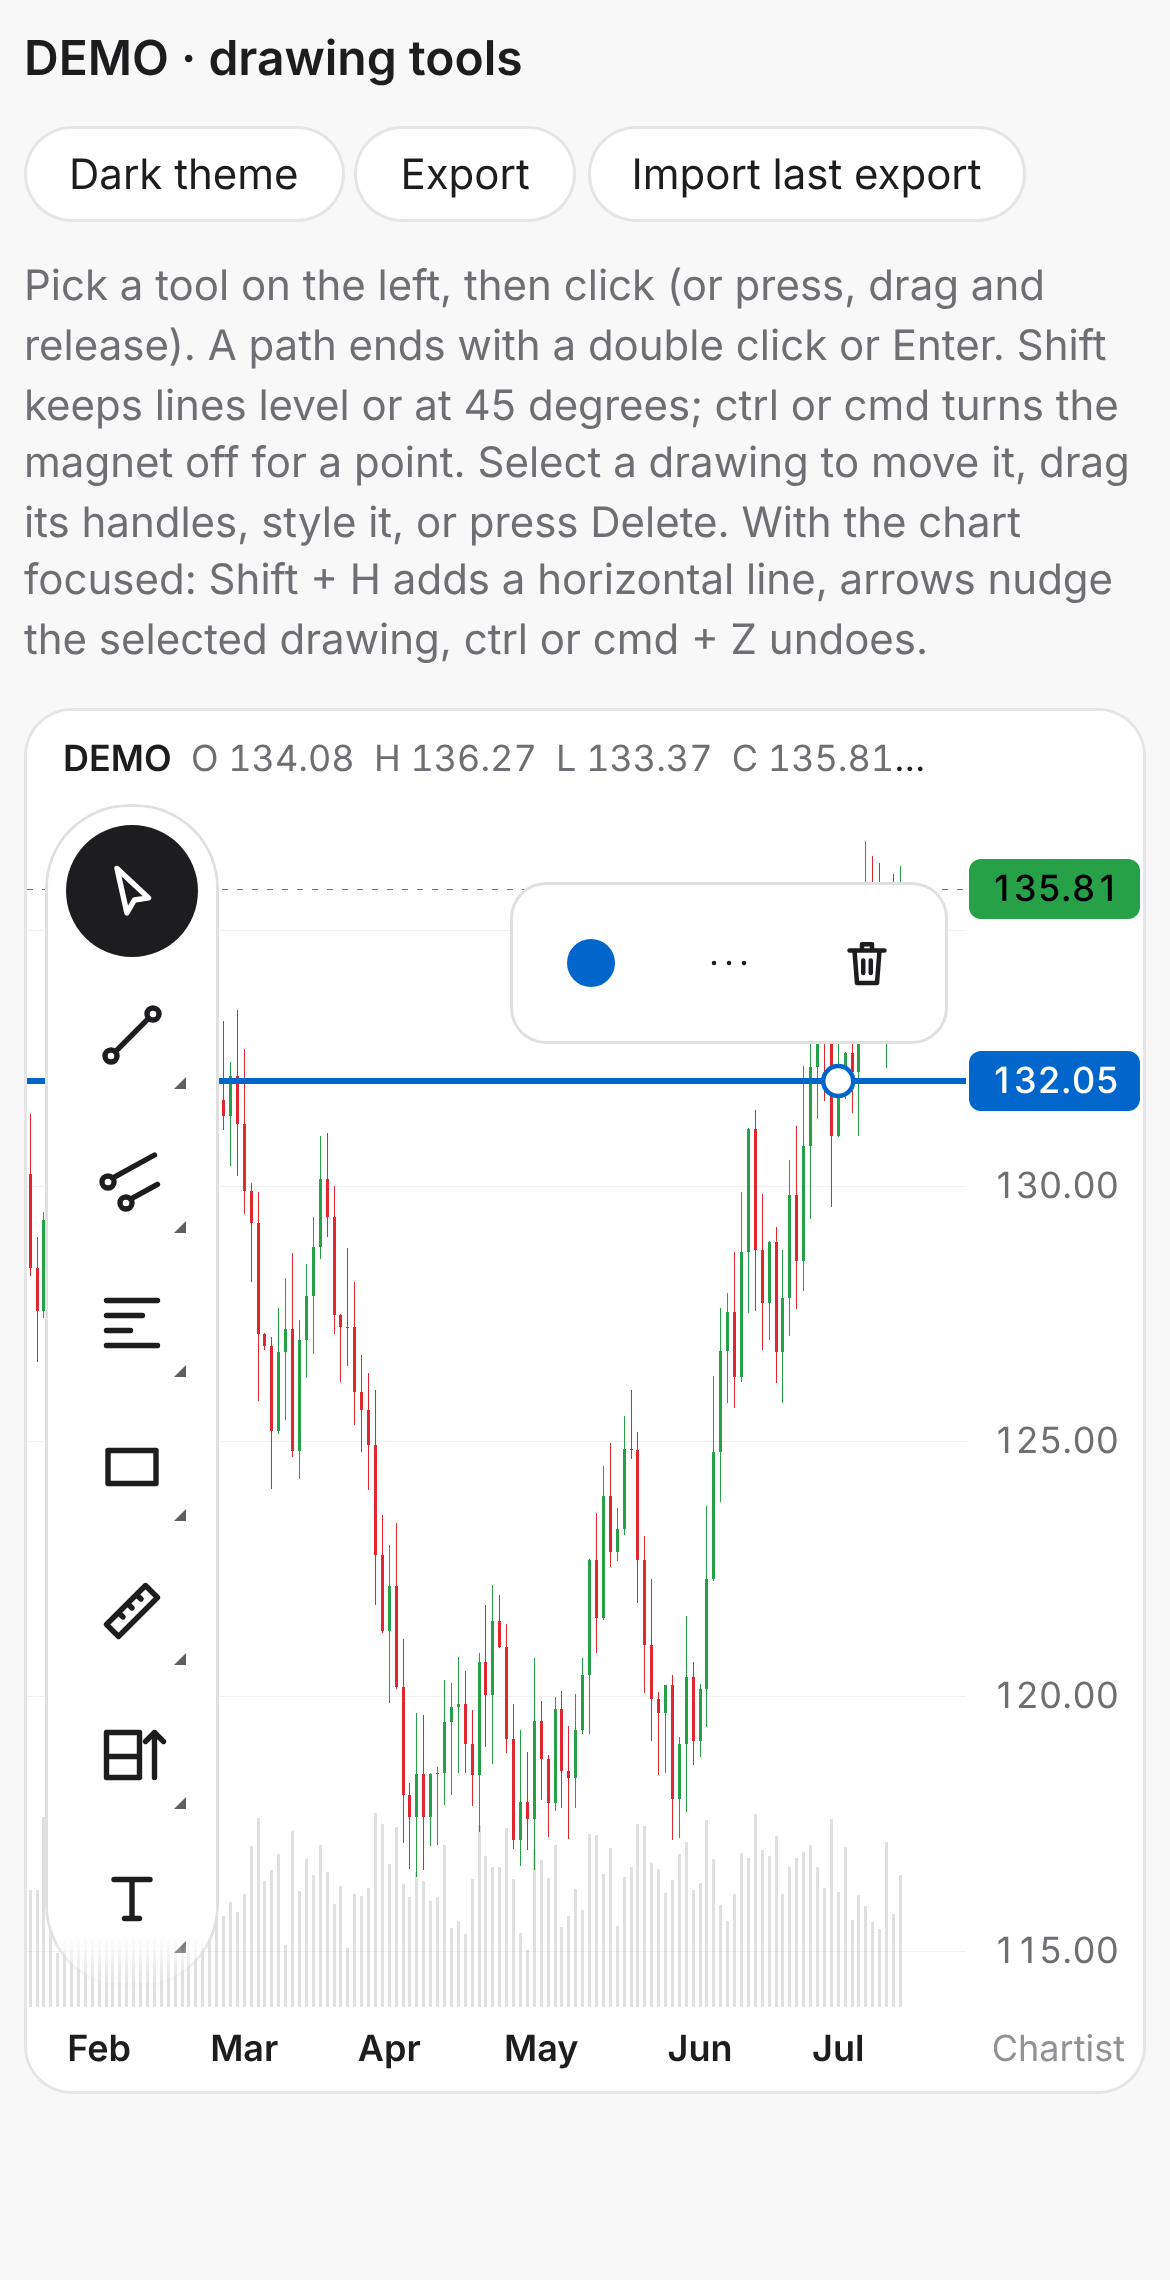 DEMO · drawing tools
Dark theme Export Import last export
Pick a tool on the left, then click (or press, drag and
release). A path ends with a double click or Enter. Shift
keeps lines level or at 45 degrees; ctrl or cmd turns the
magnet off for a point. Select a drawing to move it, drag
its handles, style it, or press Delete. With the chart
focused: Shift + H adds a horizontal line, arrows nudge
the selected drawing, ctrl or cmd + Z undoes.
DEMO O 134.08 H 136.27 L 133.37 C 135.81...
135.81
132.05
130.00
125.00
120.00
115.00
Feb Mar Apr May Jun Jul Chartist